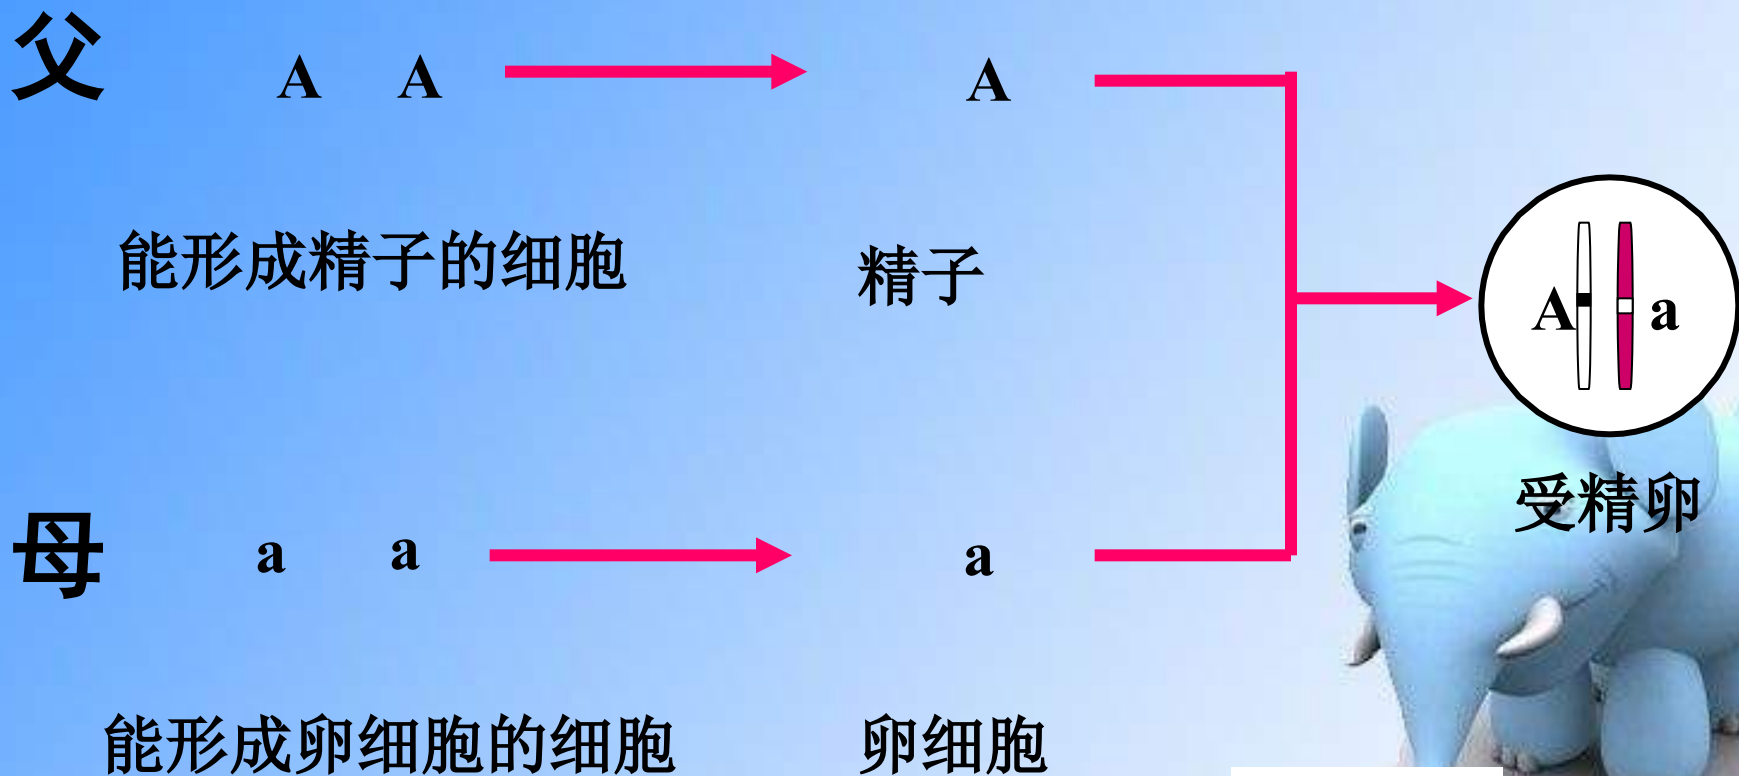 父 A A A
能形成精子的细胞 精子
A a
受精卵
母 a a a
能形成卵细胞的细胞 卵细胞